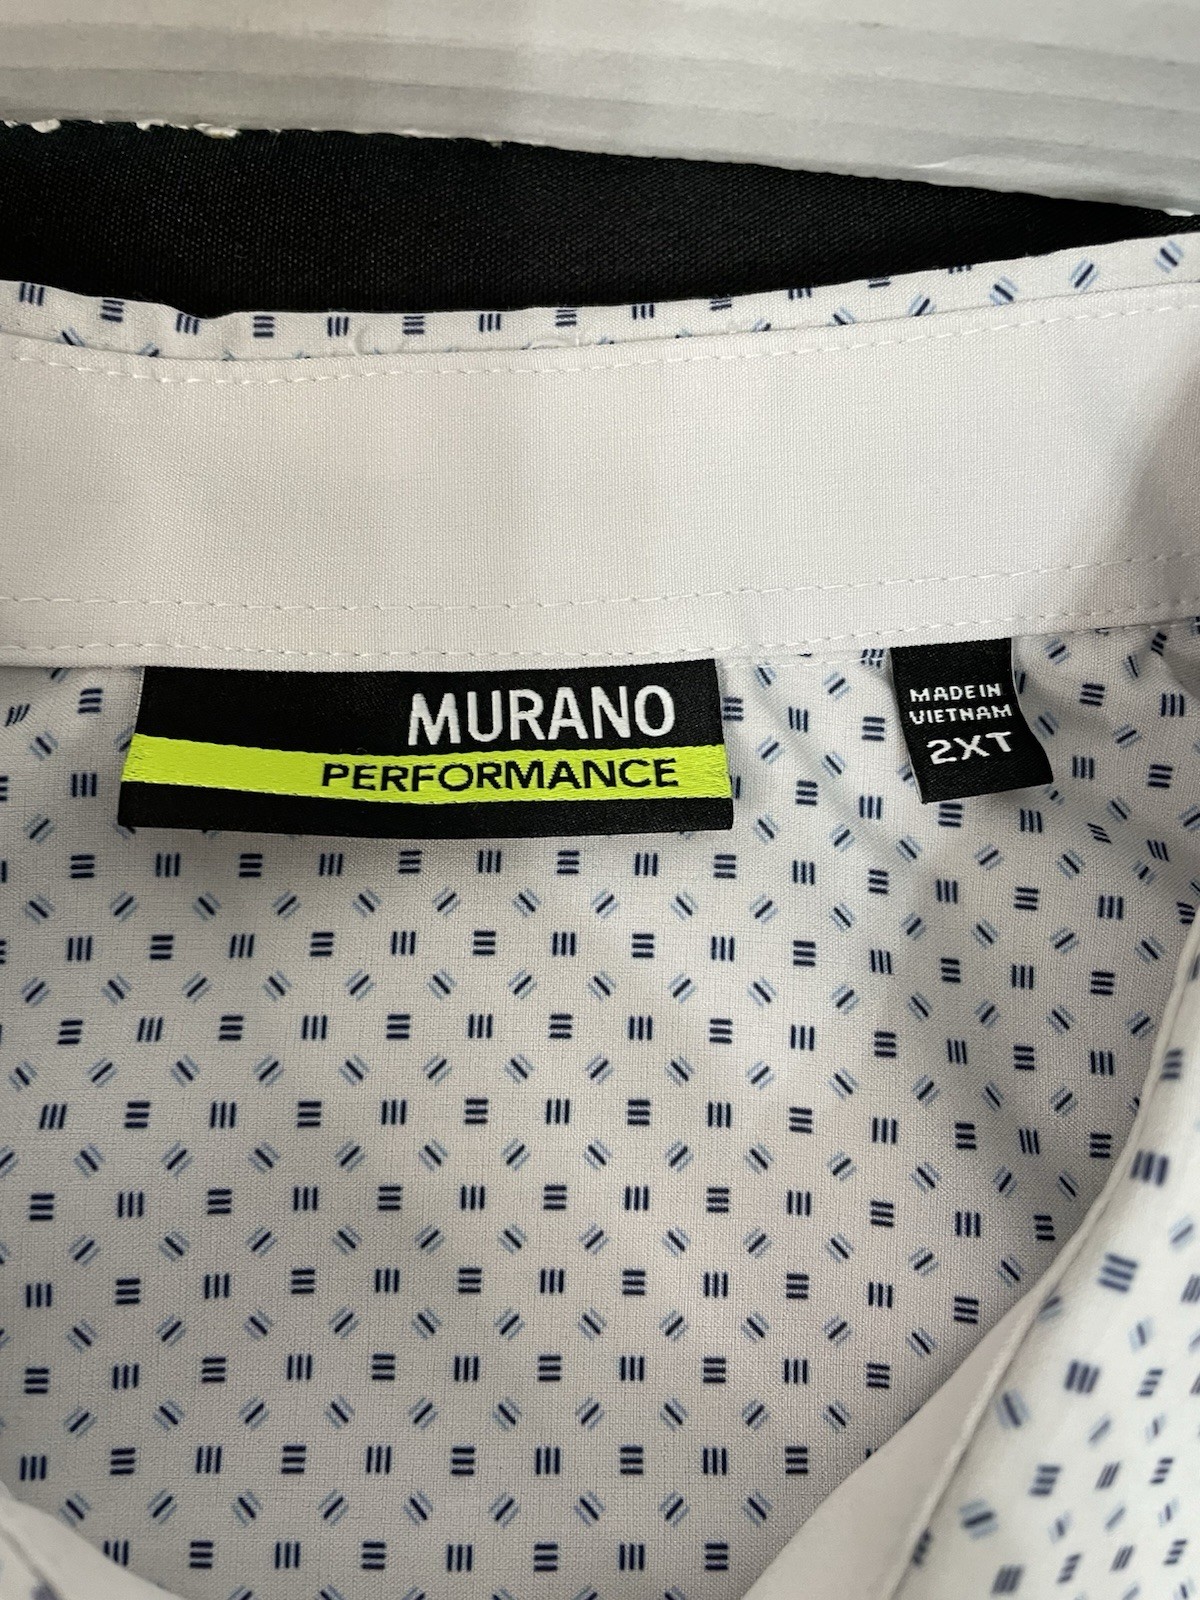 MURANO
PERFORMANCE
MADE IN
VIETNAM
2XT